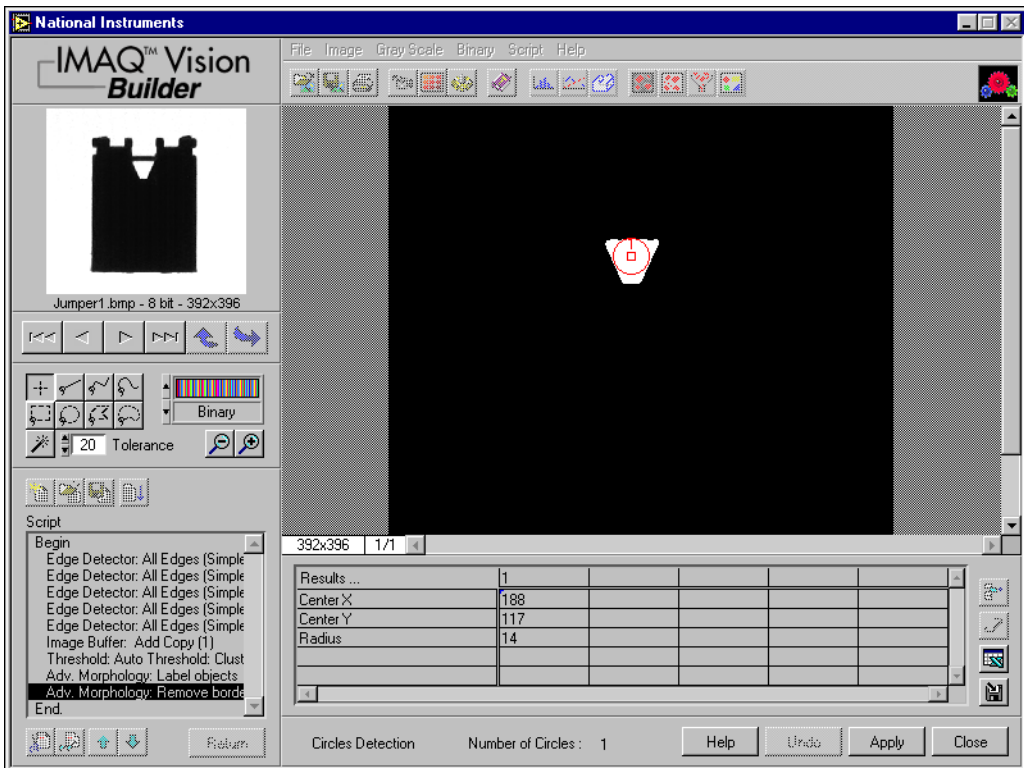 National Instruments
IMAQ™ Vision
Builder
File Image Gray Scale Binary Script Help
Jumper1.bmp - 8 bit - 392x396
Binary
20 Tolerance
Script
Begin
Edge Detector: All Edges (Simple
Edge Detector: All Edges (Simple
Edge Detector: All Edges (Simple
Edge Detector: All Edges (Simple
Edge Detector: All Edges (Simple
Image Buffer: Add Copy (1)
Threshold: Auto Threshold: Clust
Adv. Morphology: Label objects
Adv. Morphology: Remove borde
End.
Return
392x396 1/1
Results ... 1
Center X 188
Center Y 117
Radius 14
Circles Detection Number of Circles : 1 Help Undo Apply Close